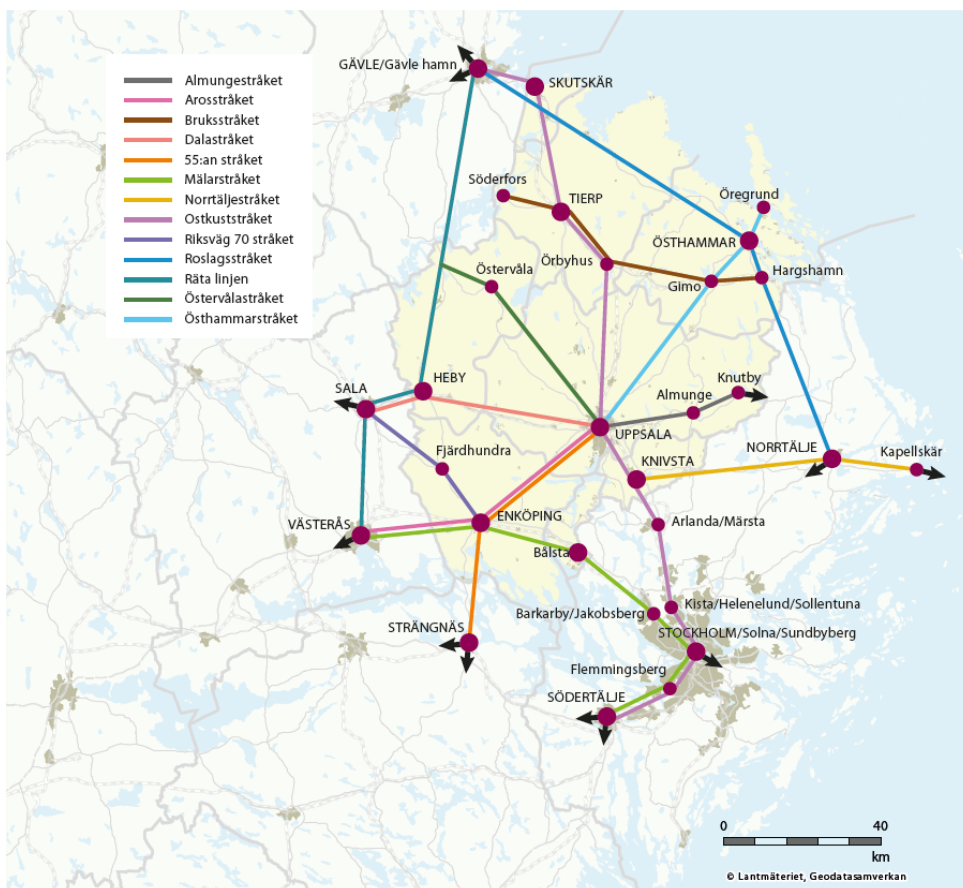 GÄVLE/Gävle hamn
SKUTSKÄR
Almungestråket
Arosstråket
Bruksstråket
Dalastråket
55:an stråket
Mälarstråket
Norrtäljestråket
Ostkuststråket
Riksväg 70 stråket
Roslagsstråket
Räta linjen
Östervålastråket
Östhammarstråket
Söderfors
TIERP
Öregrund
ÖSTHAMMAR
Örbyhus
Östervåla
Gimo
Hargshamn
SALA
HEBY
Knutby
Almunge
UPPSALA
Fjärdhundra
KNIVSTA
NORRTÄLJE
Kapellskär
VÄSTERÅS
ENKÖPING
Arlanda/Märsta
Bålsta
Kista/Helenelund/Sollentuna
Barkarby/Jakobsberg
STRÄNGNÄS
STOCKHOLM/Solna/Sundbyberg
Flemmingsberg
SÖDERTÄLJE
0 40
km
© Lantmäteriet, Geodatasamverkan